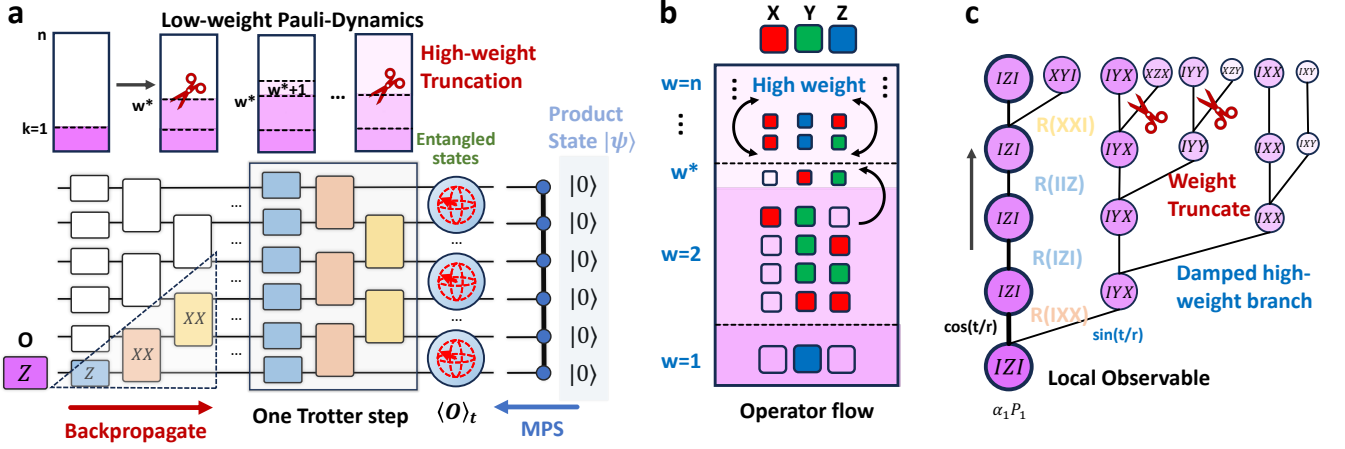 a
Low-weight Pauli-Dynamics
n
k=1
w*
w*
w*+1
...
High-weight
Truncation
Product
State |ψ⟩
Entangled
states
...
...
...
...
...
...
...
...
...
...
|0⟩
|0⟩
|0⟩
|0⟩
|0⟩
|0⟩
O
Z
Z
XX
XX
Backpropagate
One Trotter step
⟨O⟩t
MPS
b
X Y Z
w=n
High weight
w*
w=2
w=1
Operator flow
c
IZI XYI IYX XZX IYY XZY IXX IXY
R(XXI)
IZI IYX IYY IXX IXY
R(IIZ)
Weight
Truncate
IZI IYX IXX
R(IZI)
Damped high-
weight branch
IZI IYX
R(IXX)
cos(t/r)
sin(t/r)
IZI
Local Observable
α₁P₁